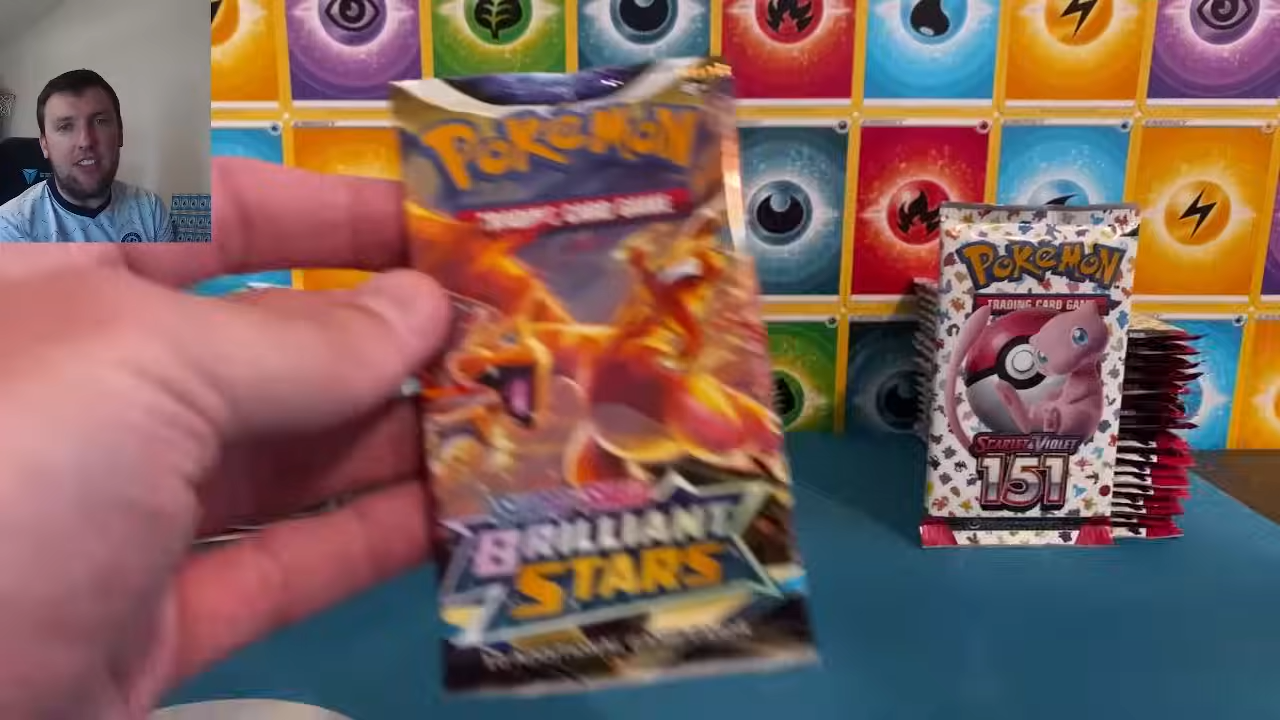 POKéMON
TRADING CARD GAME
BRILLIANT
STARS
POKéMON
TRADING CARD GAME
SCARLET & VIOLET
151